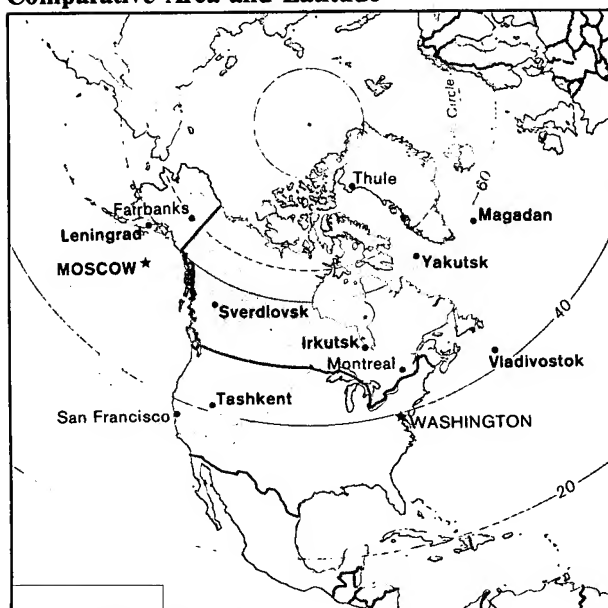 Comparative Area and Latitude
Circle
Thule
60
Fairbanks
Magadan
Leningrad
MOSCOW
Yakutsk
Sverdlovsk
40
Irkutsk
Montreal
Vladivostok
Tashkent
San Francisco
WASHINGTON
20